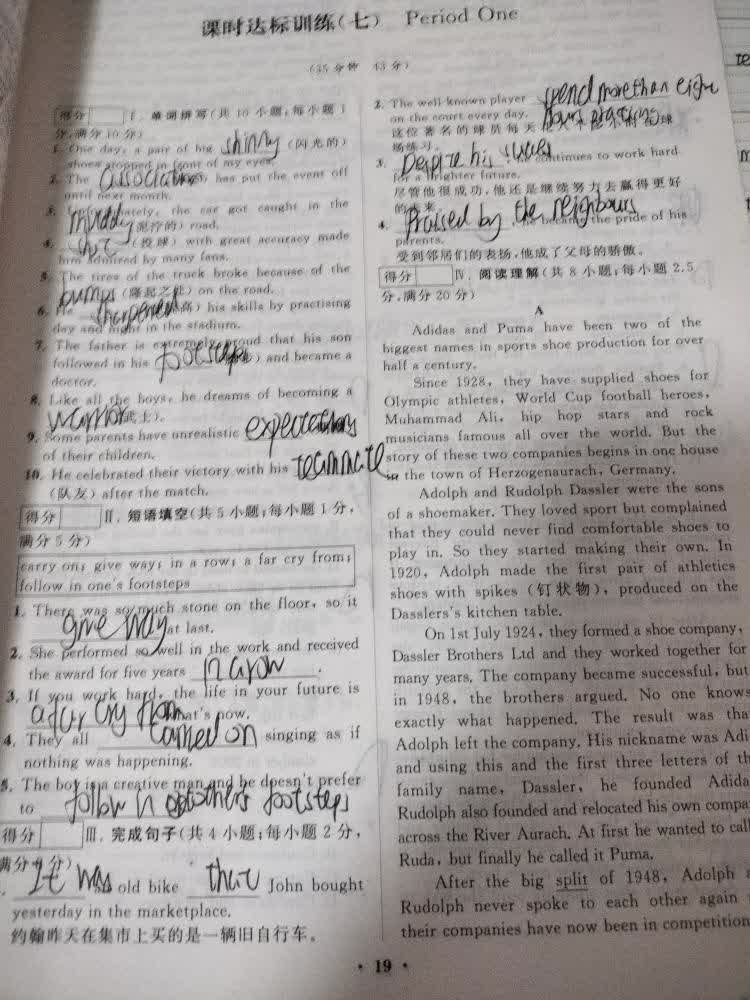 课时达标训练(七) Period One
(35分钟 43分)
得分 Ⅰ. 单词拼写(共10小题;每小题1
分,满分10分)
1. One day, a pair of big shinny (闪光的)
shoes stopped in front of my eyes.
2. The associations has put the event off
until next month.
3. Unfortunately, the car got caught in the
muddy (泥泞的) road.
4. (投球) with great accuracy made
him admired by many fans.
5. The tires of the truck broke because of the
bumps (隆起之处) on the road.
6. He sharpened 高) his skills by practising
day and night in the stadium.
7. The father is extremely proud that his son
followed in his footsteps ) and became a
doctor.
8. Like all the boys, he dreams of becoming a
warrior (武士).
9. Some parents have unrealistic expectations
of their children.
10. He celebrated their victory with his teammate
(队友) after the match.
得分 Ⅱ. 短语填空(共5小题;每小题1分,
满分5分)
carry on; give way; in a row; a far cry from;
follow in one's footsteps
1. There was so much stone on the floor, so it
give way at last.
2. She performed so well in the work and received
the award for five years in a row .
3. If you work hard, the life in your future is
a far cry from what's now.
4. They all carried on singing as if
nothing was happening.
5. The boy is a creative man and he doesn't prefer
to follow in others footsteps
得分 Ⅲ. 完成句子(共4小题;每小题2分,
满分8分)
It was old bike that John bought
yesterday in the marketplace.
约翰昨天在集市上买的是一辆旧自行车。
2. The well-known player spend more than eight
on the court every day. hours
这位著名的球员每天 球
场练习。
3. Despite his success continues to work hard
for a brighter future.
尽管他很成功,他还是继续努力去赢得更好
的未来。
4. Praised by the neighbours he became the pride of his
parents.
受到邻居们的表扬,他成了父母的骄傲。
得分 Ⅳ. 阅读理解(共8小题;每小题2.5
分,满分20分)
A
Adidas and Puma have been two of the
biggest names in sports shoe production for over
half a century.
Since 1928, they have supplied shoes for
Olympic athletes, World Cup football heroes,
Muhammad Ali, hip hop stars and rock
musicians famous all over the world. But the
story of these two companies begins in one house
in the town of Herzogenaurach, Germany.
Adolph and Rudolph Dassler were the sons
of a shoemaker. They loved sport but complained
that they could never find comfortable shoes to
play in. So they started making their own. In
1920, Adolph made the first pair of athletics
shoes with spikes (钉状物), produced on the
Dasslers's kitchen table.
On 1st July 1924, they formed a shoe company,
Dassler Brothers Ltd and they worked together for
many years. The company became successful, but
in 1948, the brothers argued. No one knows
exactly what happened. The result was tha
Adolph left the company. His nickname was Adi
and using this and the first three letters of th
family name, Dassler, he founded Adida
Rudolph also founded and relocated his own compa
across the River Aurach. At first he wanted to call
Ruda, but finally he called it Puma.
After the big split of 1948, Adolph a
Rudolph never spoke to each other again
their companies have now been in competition
• 19 •